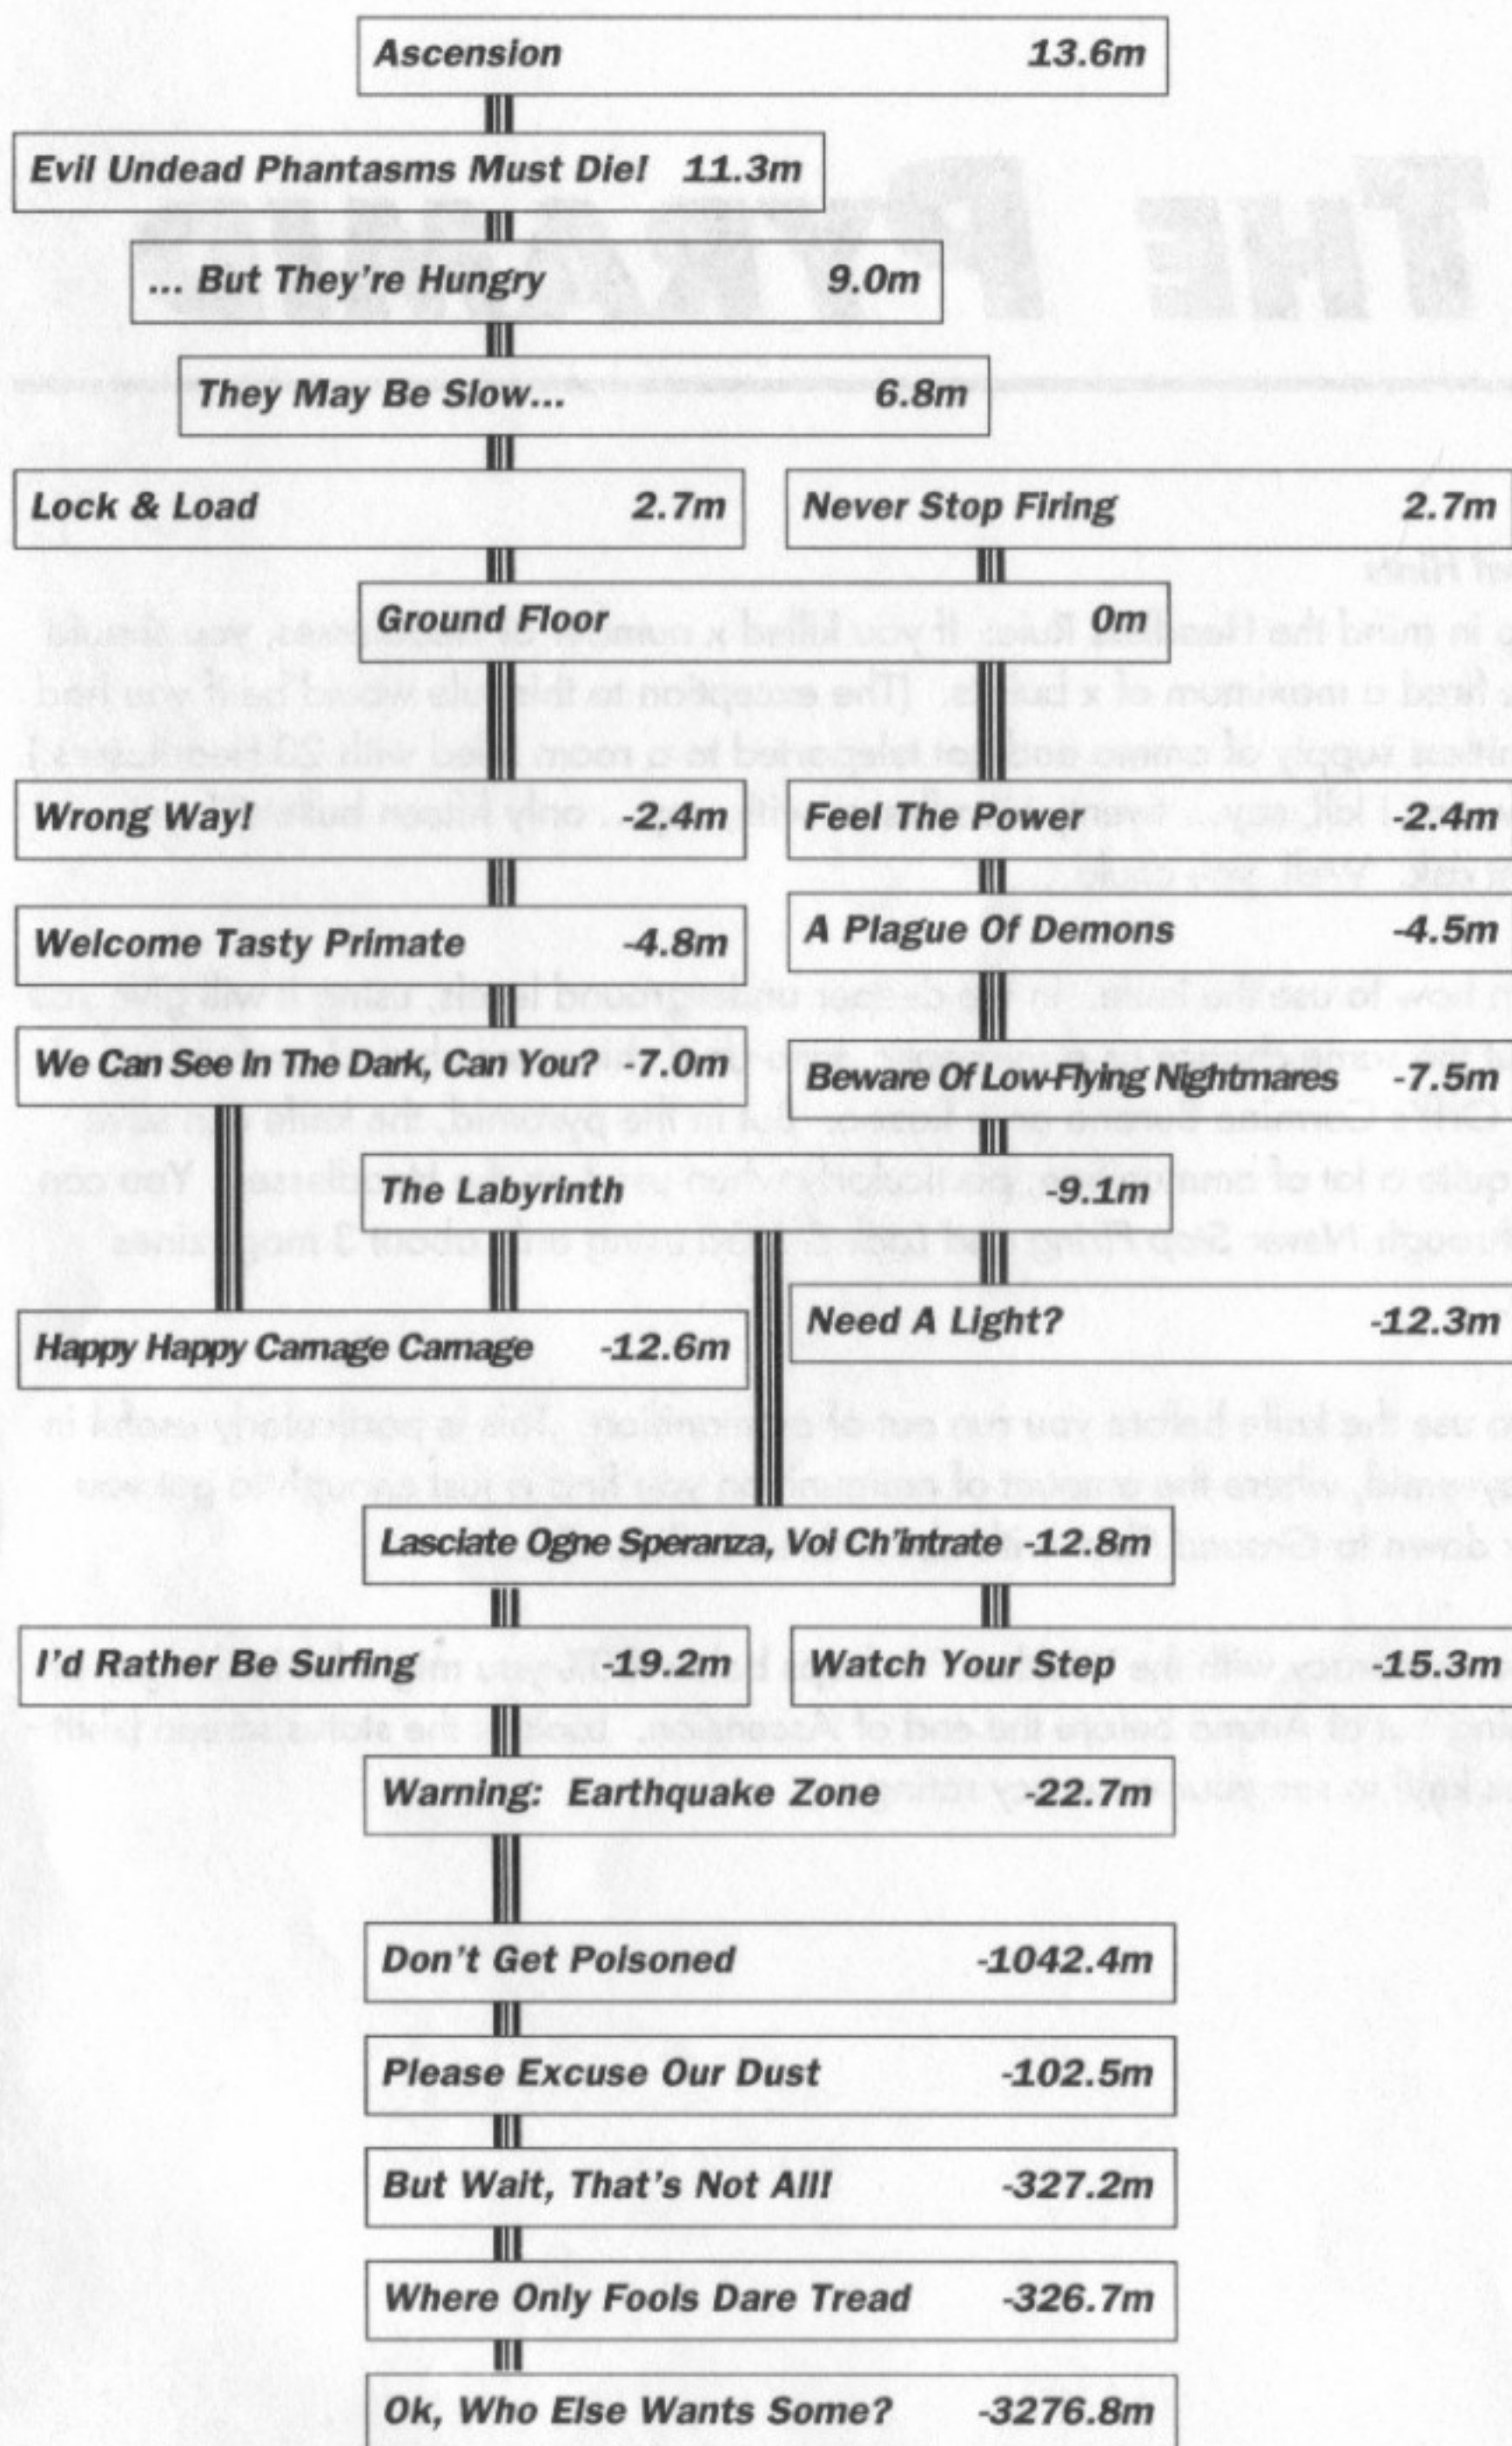 Ascension 13.6m
Evil Undead Phantasms Must Die! 11.3m
... But They're Hungry 9.0m
They May Be Slow... 6.8m
Lock & Load 2.7m
Never Stop Firing 2.7m
Ground Floor 0m
Wrong Way! -2.4m
Feel The Power -2.4m
Welcome Tasty Primate -4.8m
A Plague Of Demons -4.5m
We Can See In The Dark, Can You? -7.0m
Beware Of Low-Flying Nightmares -7.5m
The Labyrinth -9.1m
Need A Light? -12.3m
Happy Happy Carnage Carnage -12.6m
Lasciate Ogne Speranza, Voi Ch'intrate -12.8m
I'd Rather Be Surfing -19.2m
Watch Your Step -15.3m
Warning: Earthquake Zone -22.7m
Don't Get Poisoned -1042.4m
Please Excuse Our Dust -102.5m
But Wait, That's Not All! -327.2m
Where Only Fools Dare Tread -326.7m
Ok, Who Else Wants Some? -3276.8m